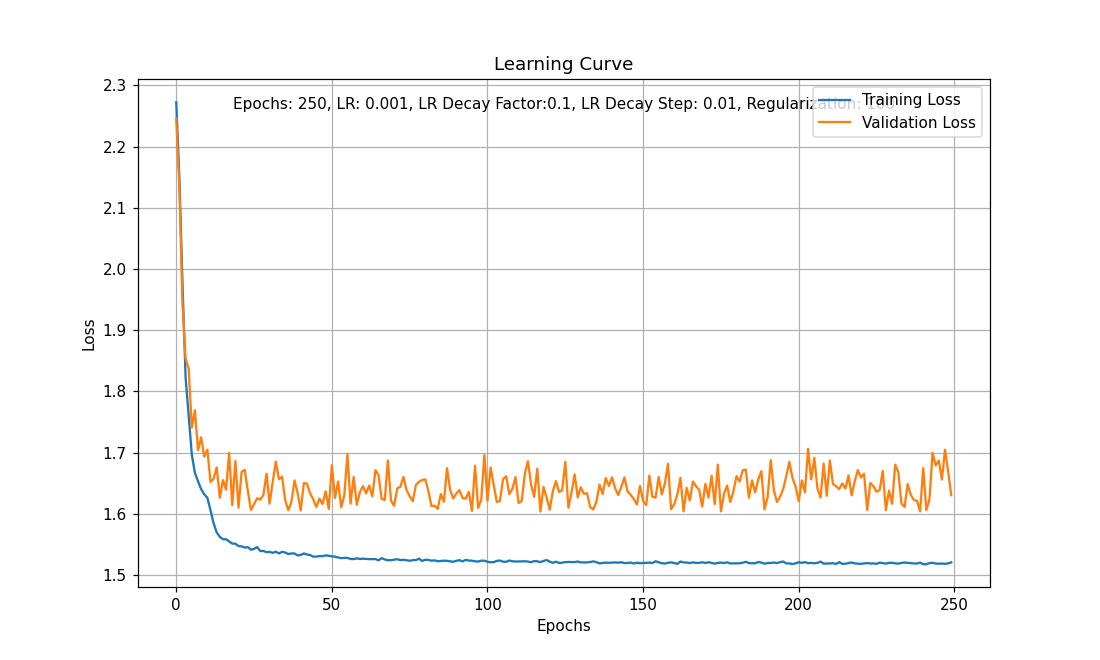 Learning Curve
Epochs: 250, LR: 0.001, LR Decay Factor:0.1, LR Decay Step: 0.01, Regularization: 100
Training Loss
Validation Loss
2.3
2.2
2.1
2.0
1.9
1.8
1.7
1.6
1.5
Loss
0 50 100 150 200 250
Epochs